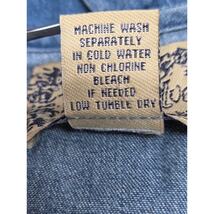 MACHINE WASH
SEPARATELY
IN COLD WATER
NON CHLORINE
BLEACH
IF NEEDED
LOW TUMBLE DRY